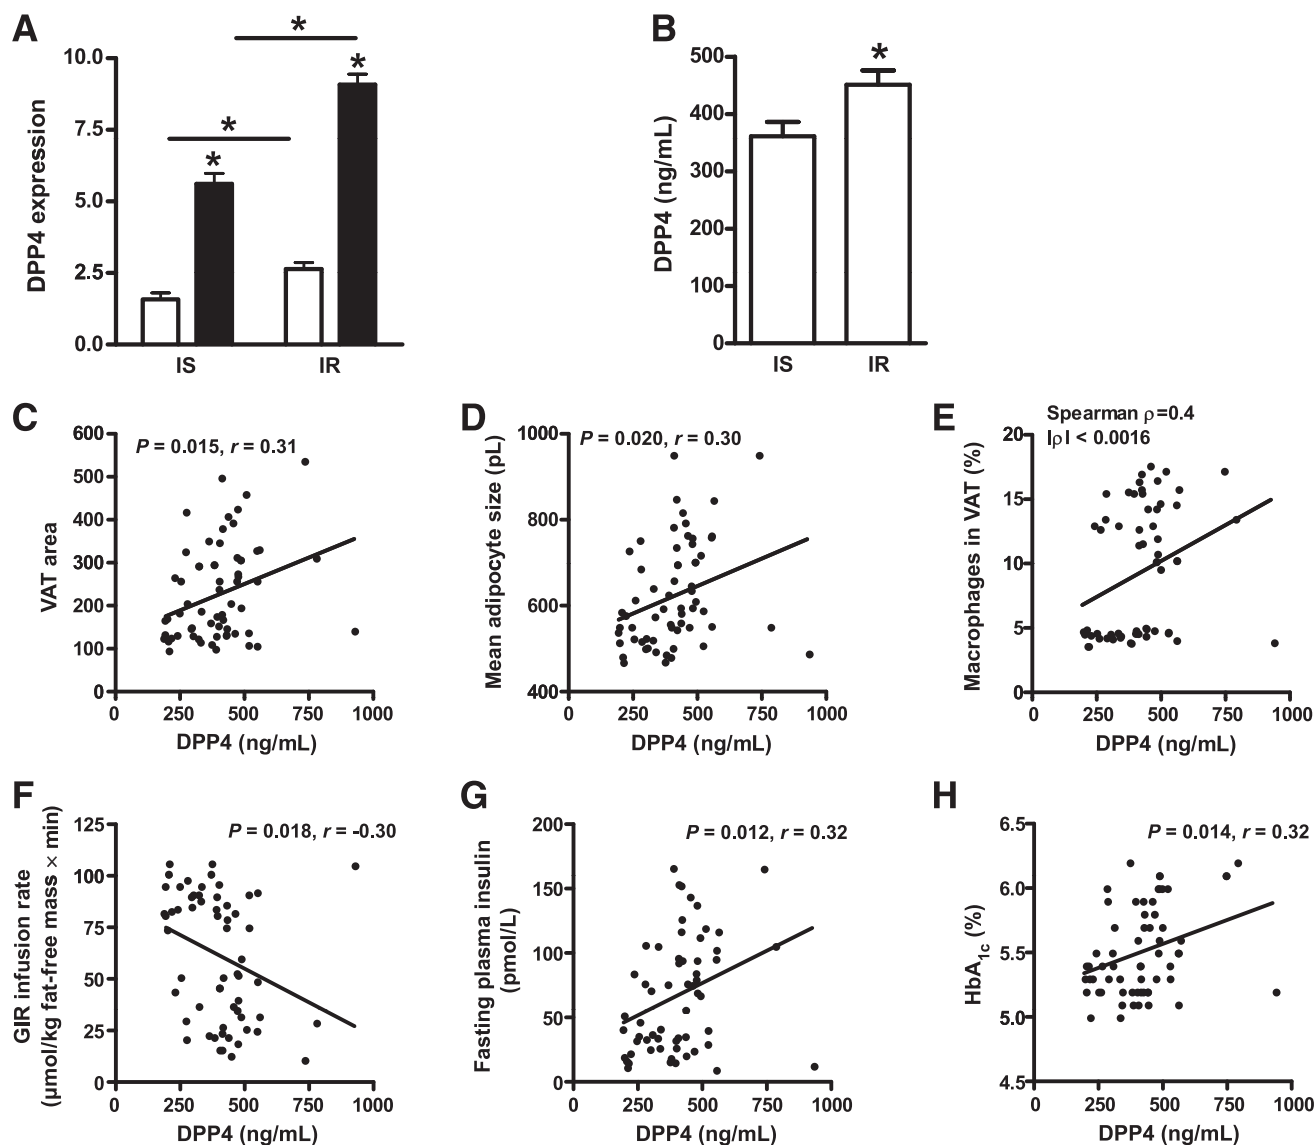 A
*
*
*
*
*
10.0
7.5
5.0
2.5
0.0
DPP4 expression
IS
IR
B
*
500
400
300
200
100
0
DPP4 (ng/mL)
IS
IR
C
P = 0.015, r = 0.31
600
500
400
300
200
100
0
VAT area
0
250
500
750
1000
DPP4 (ng/mL)
D
P = 0.020, r = 0.30
1000
800
600
400
Mean adipocyte size (pL)
0
250
500
750
1000
DPP4 (ng/mL)
E
Spearman ρ=0.4
|ρ| < 0.0016
20
15
10
5
0
Macrophages in VAT (%)
0
250
500
750
1000
DPP4 (ng/mL)
F
P = 0.018, r = -0.30
125
100
75
50
25
0
GIR infusion rate
(μmol/kg fat-free mass × min)
0
250
500
750
1000
DPP4 (ng/mL)
G
P = 0.012, r = 0.32
200
150
100
50
0
Fasting plasma insulin
(pmol/L)
0
250
500
750
1000
DPP4 (ng/mL)
H
P = 0.014, r = 0.32
6.5
6.0
5.5
5.0
4.5
HbA1c (%)
0
250
500
750
1000
DPP4 (ng/mL)